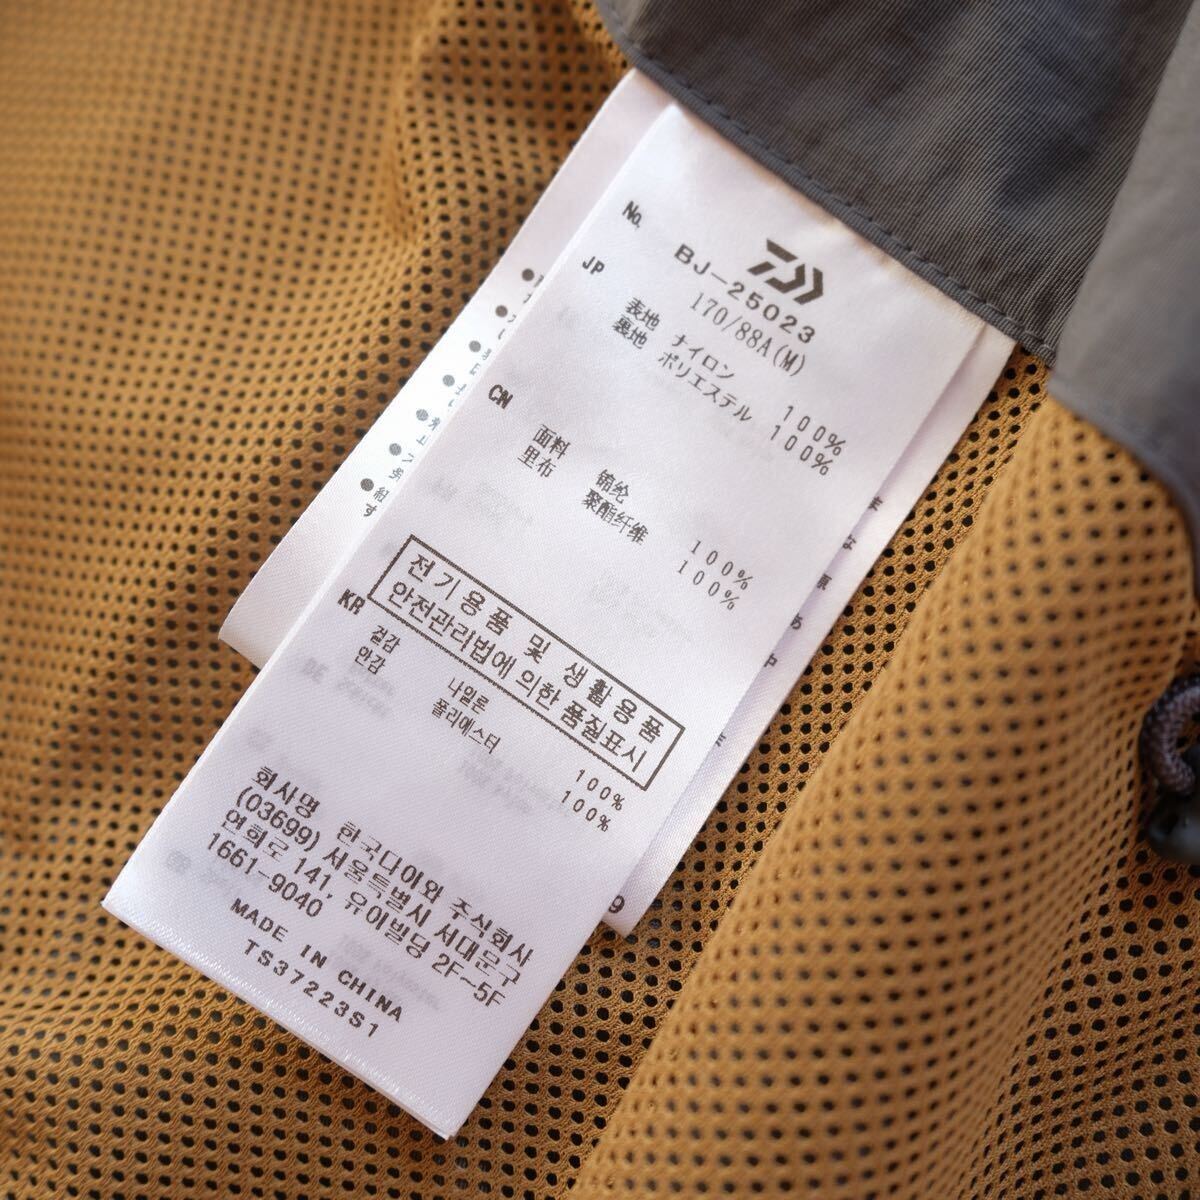 No. BJ-25023
170/88A(M)
JP
表地 ナイロン 100%
裏地 ポリエステル 100%
CN
面料 锦纶 100%
里布 聚酯纤维 100%
전기용품 및 생활용품
안전관리법에 의한 품질표시
KR
겉감 나일론 100%
안감 폴리에스터 100%
회사명 한국다이와 주식회사
(03699) 서울특별시 서대문구
연희로 141, 유이빌딩 2F~5F
1661-9040
MADE IN CHINA
TS37223S1